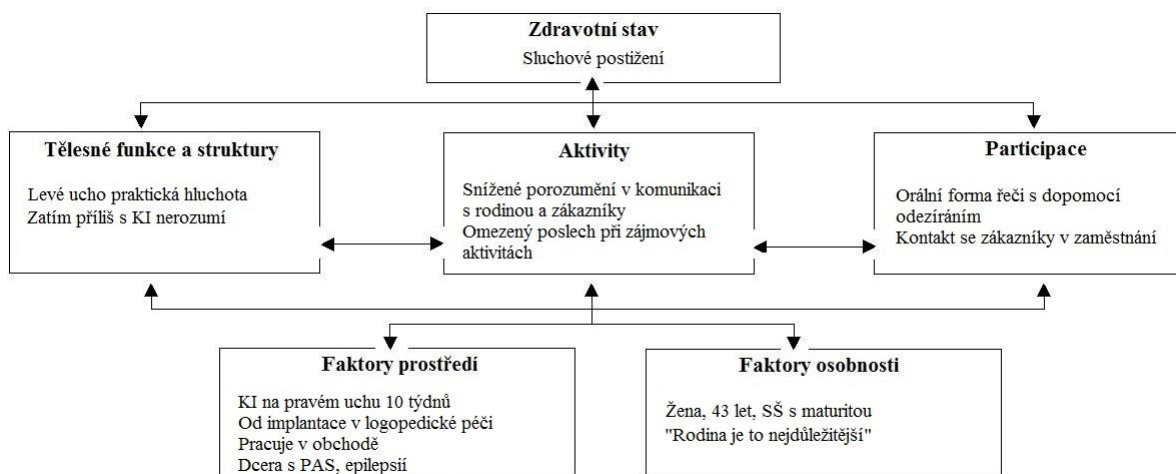 Zdravotní stav
Sluchové postižení
Tělesné funkce a struktury
Levé ucho praktická hluchota
Zatím příliš s KI nerozumí
Aktivity
Snížené porozumění v komunikaci
s rodinou a zákazníky
Omezený poslech při zájmových
aktivitách
Participace
Orální forma řeči s dopomocí
odezíráním
Kontakt se zákazníky v zaměstnání
Faktory prostředí
KI na pravém uchu 10 týdnů
Od implantace v logopedické péči
Pracuje v obchodě
Dcera s PAS, epilepsií
Faktory osobnosti
Žena, 43 let, SŠ s maturitou
"Rodina je to nejdůležitější"